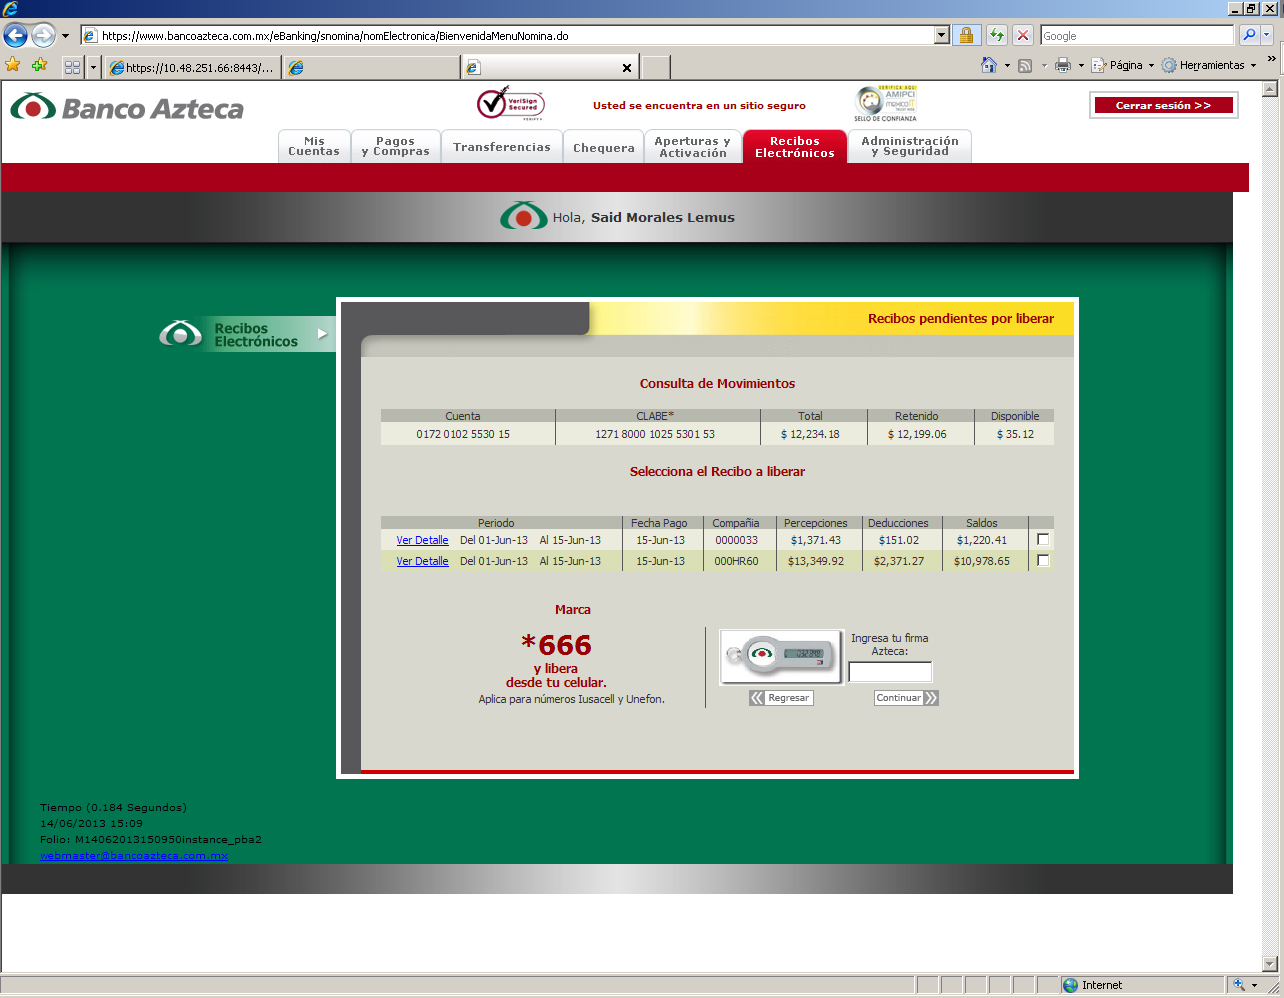 https://www.bancoazteca.com.mx/eBanking/snomina/nomElectronica/BienvenidaMenuNomina.do
Google
https://10.48.251.66:8443/...
Página
Herramientas
Banco Azteca
VeriSign Secured
VERIFY
Usted se encuentra en un sitio seguro
AMIPCI
SELLO DE CONFIANZA
Cerrar sesión >>
Mis Cuentas
Pagos y Compras
Transferencias
Chequera
Aperturas y Activación
Recibos Electrónicos
Administración y Seguridad
Hola, Said Morales Lemus
Recibos Electrónicos
Recibos pendientes por liberar
Consulta de Movimientos
Cuenta CLABE* Total Retenido Disponible
0172 0102 5530 15 1271 8000 1025 5301 53 $ 12,234.18 $ 12,199.06 $ 35.12
Selecciona el Recibo a liberar
Periodo Fecha Pago Compañia Percepciones Deducciones Saldos
Ver Detalle Del 01-Jun-13 Al 15-Jun-13 15-Jun-13 0000033 $1,371.43 $151.02 $1,220.41
Ver Detalle Del 01-Jun-13 Al 15-Jun-13 15-Jun-13 000HR60 $13,349.92 $2,371.27 $10,978.65
Marca
*666
y libera
desde tu celular.
Aplica para números Iusacell y Unefon.
Ingresa tu firma
Azteca:
Regresar
Continuar
Tiempo (0.184 Segundos)
14/06/2013 15:09
Folio: M14062013150950instance_pba2
webmaster@bancoazteca.com.mx
Internet